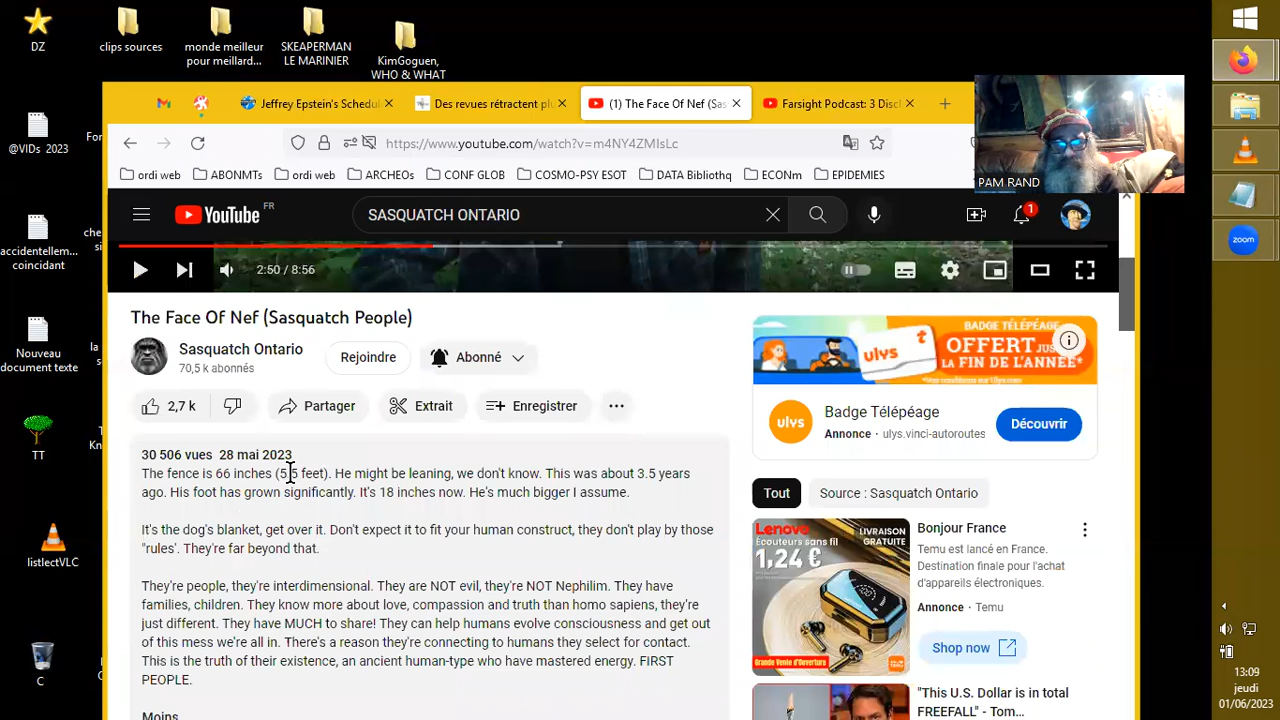 DZ
clips sources
monde meilleur
pour meillard...
SKEAPERMAN
LE MARINIER
KimGoguen,
WHO & WHAT
@VIDs 2023
For
accidentellem...
coincidant
che
si
Nouveau
document texte
la
TT
T
Kn
listlectVLC
C
Jeffrey Epstein's Schedul
Des revues rétractent pl
(1) The Face Of Nef (Sas
Farsight Podcast: 3 Discl
https://www.youtube.com/watch?v=m4NY4ZMIsLc
ordi web
ABONMTS
ordi web
ARCHEOs
CONF GLOB
COSMO-PSY ESOT
DATA Bibliothq
ECONm
EPIDEMIES
PAM RAND
YouTube FR
SASQUATCH ONTARIO
1
2:50 / 8:56
The Face Of Nef (Sasquatch People)
Sasquatch Ontario
70,5 k abonnés
Rejoindre
Abonné
2,7 k
Partager
Extrait
Enregistrer
30 506 vues 28 mai 2023
The fence is 66 inches (5.5 feet). He might be leaning, we don't know. This was about 3.5 years
ago. His foot has grown significantly. It's 18 inches now. He's much bigger I assume.
It's the dog's blanket, get over it. Don't expect it to fit your human construct, they don't play by those
"rules'. They're far beyond that.
They're people, they're interdimensional. They are NOT evil, they're NOT Nephilim. They have
families, children. They know more about love, compassion and truth than homo sapiens, they're
just different. They have MUCH to share! They can help humans evolve consciousness and get out
of this mess we're all in. There's a reason they're connecting to humans they select for contact.
This is the truth of their existence, an ancient human-type who have mastered energy. FIRST
PEOPLE.
Moins
BADGE TÉLÉPÉAGE
OFFERT JUS
LA FIN DE L'ANNÉE*
ulys
ulys
Badge Télépéage
Annonce · ulys.vinci-autoroutes
Découvrir
Tout
Source : Sasquatch Ontario
Lenovo
Écouteurs sans fil
1,24 €
LIVRAISON
GRATUITE
Grande Vente d'Ouverture
Bonjour France
Temu est lancé en France.
Destination finale pour l'achat
d'appareils électroniques.
Annonce · Temu
Shop now
"This U.S. Dollar is in total
FREEFALL" - Tom...
zoom
13:09
jeudi
01/06/2023